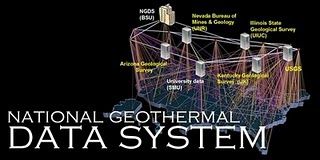 NGDS
(BSU)
Nevada Bureau of
Mines & Geology
(UNR)
Illinois State
Geological Survey
(UIUC)
Arizona Geological
Survey
University data
(SMU)
Kentucky Geological
Survey (UK)
USGS
NATIONAL GEOTHERMAL
DATA SYSTEM